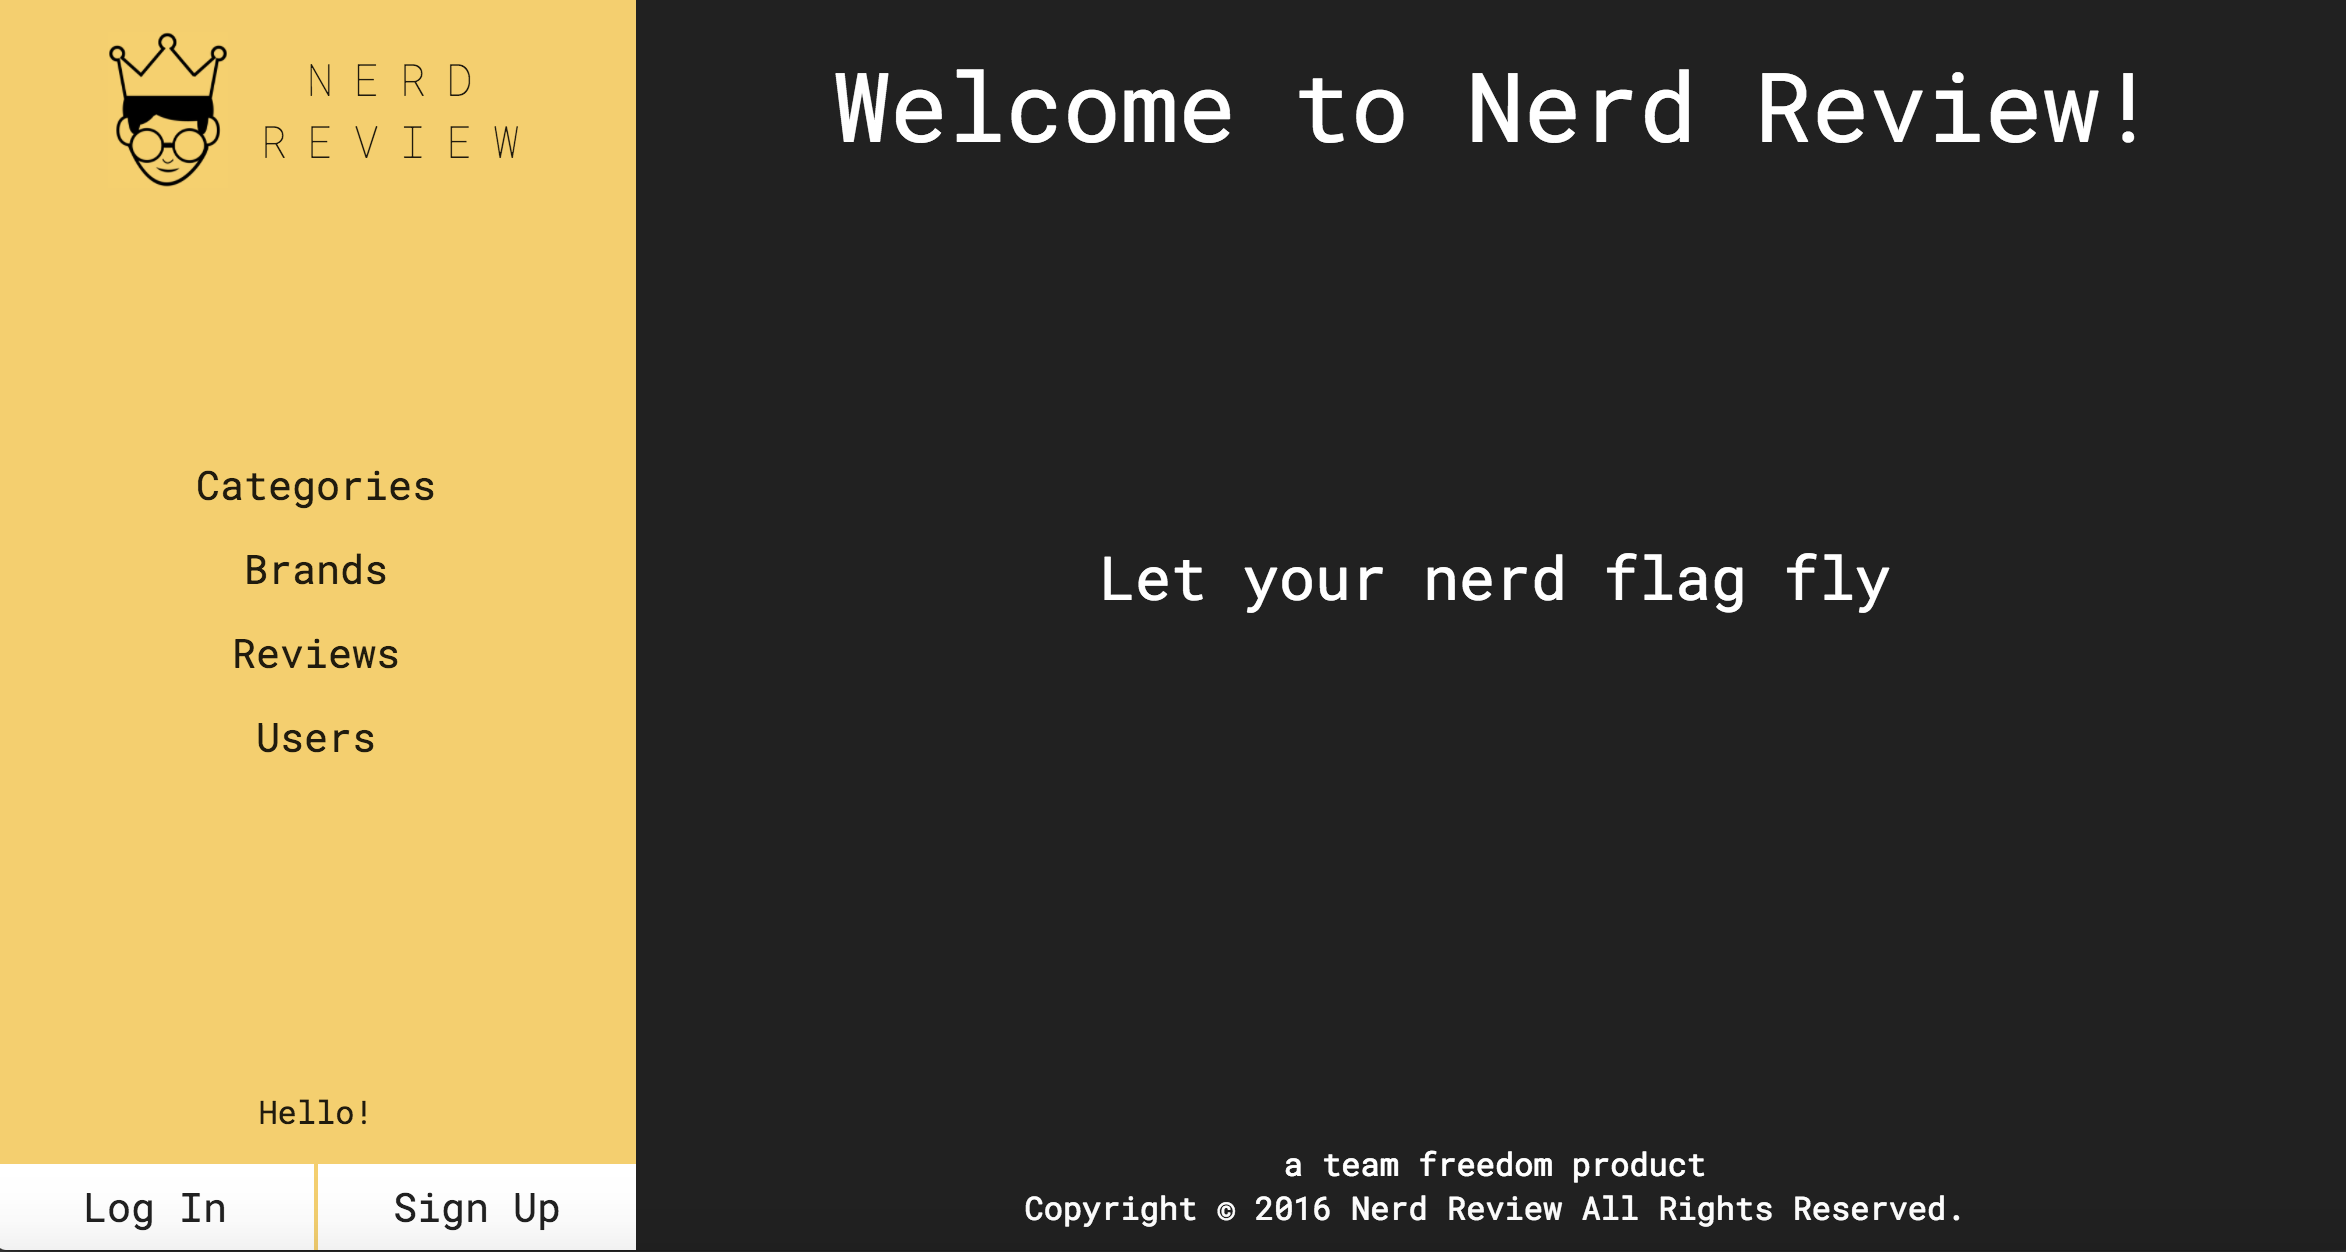 NERD
REVIEW
Categories
Brands
Reviews
Users
Hello!
Log In
Sign Up
Welcome to Nerd Review!
Let your nerd flag fly
a team freedom product
Copyright © 2016 Nerd Review All Rights Reserved.